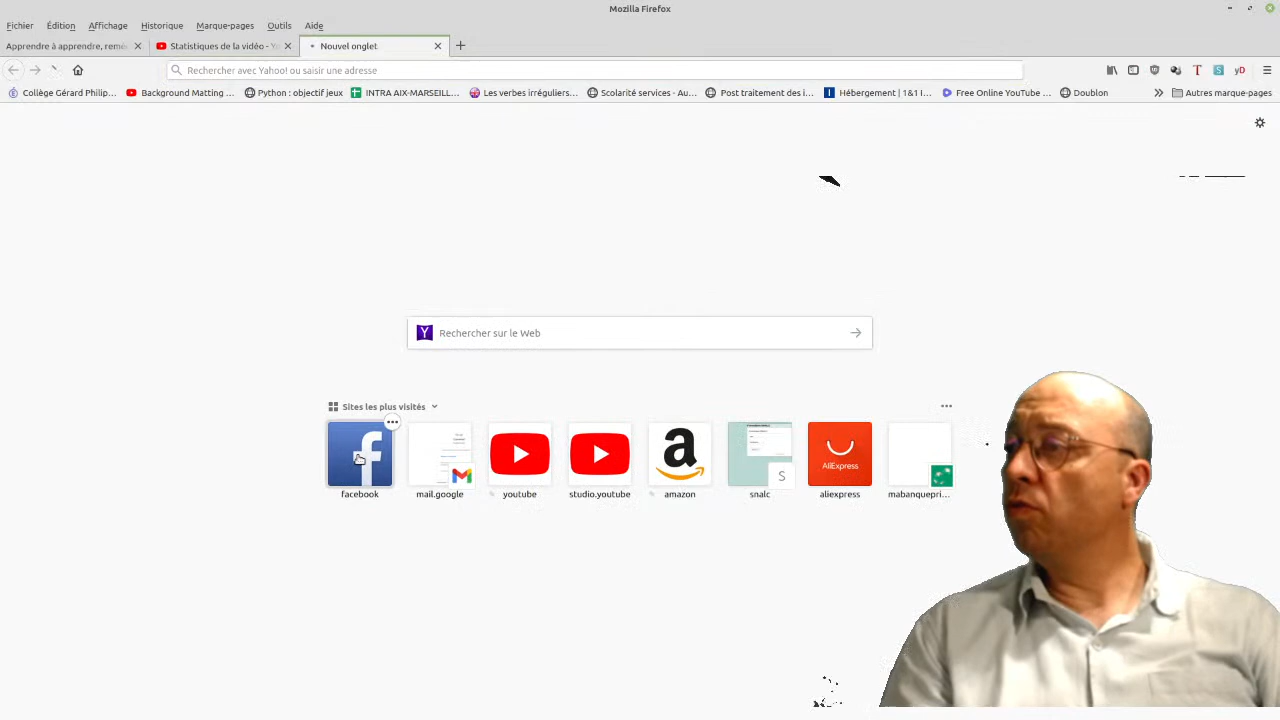 Mozilla Firefox
Fichier Édition Affichage Historique Marque-pages Outils Aide
Apprendre à apprendre, remé Statistiques de la vidéo - Nouvel onglet
Rechercher avec Yahoo! ou saisir une adresse
Collège Gérard Philip... Background Matting ... Python : objectif jeux INTRA AIX-MARSEILL... Les verbes irréguliers... Scolarité services - Au... Post traitement des i... Hébergement | 1&1 I... Free Online YouTube ... Doublon Autres marque-pages
Rechercher sur le Web
Sites les plus visités
AliExpress
S
facebook mail.google youtube studio.youtube amazon snalc aliexpress mabanquepri...